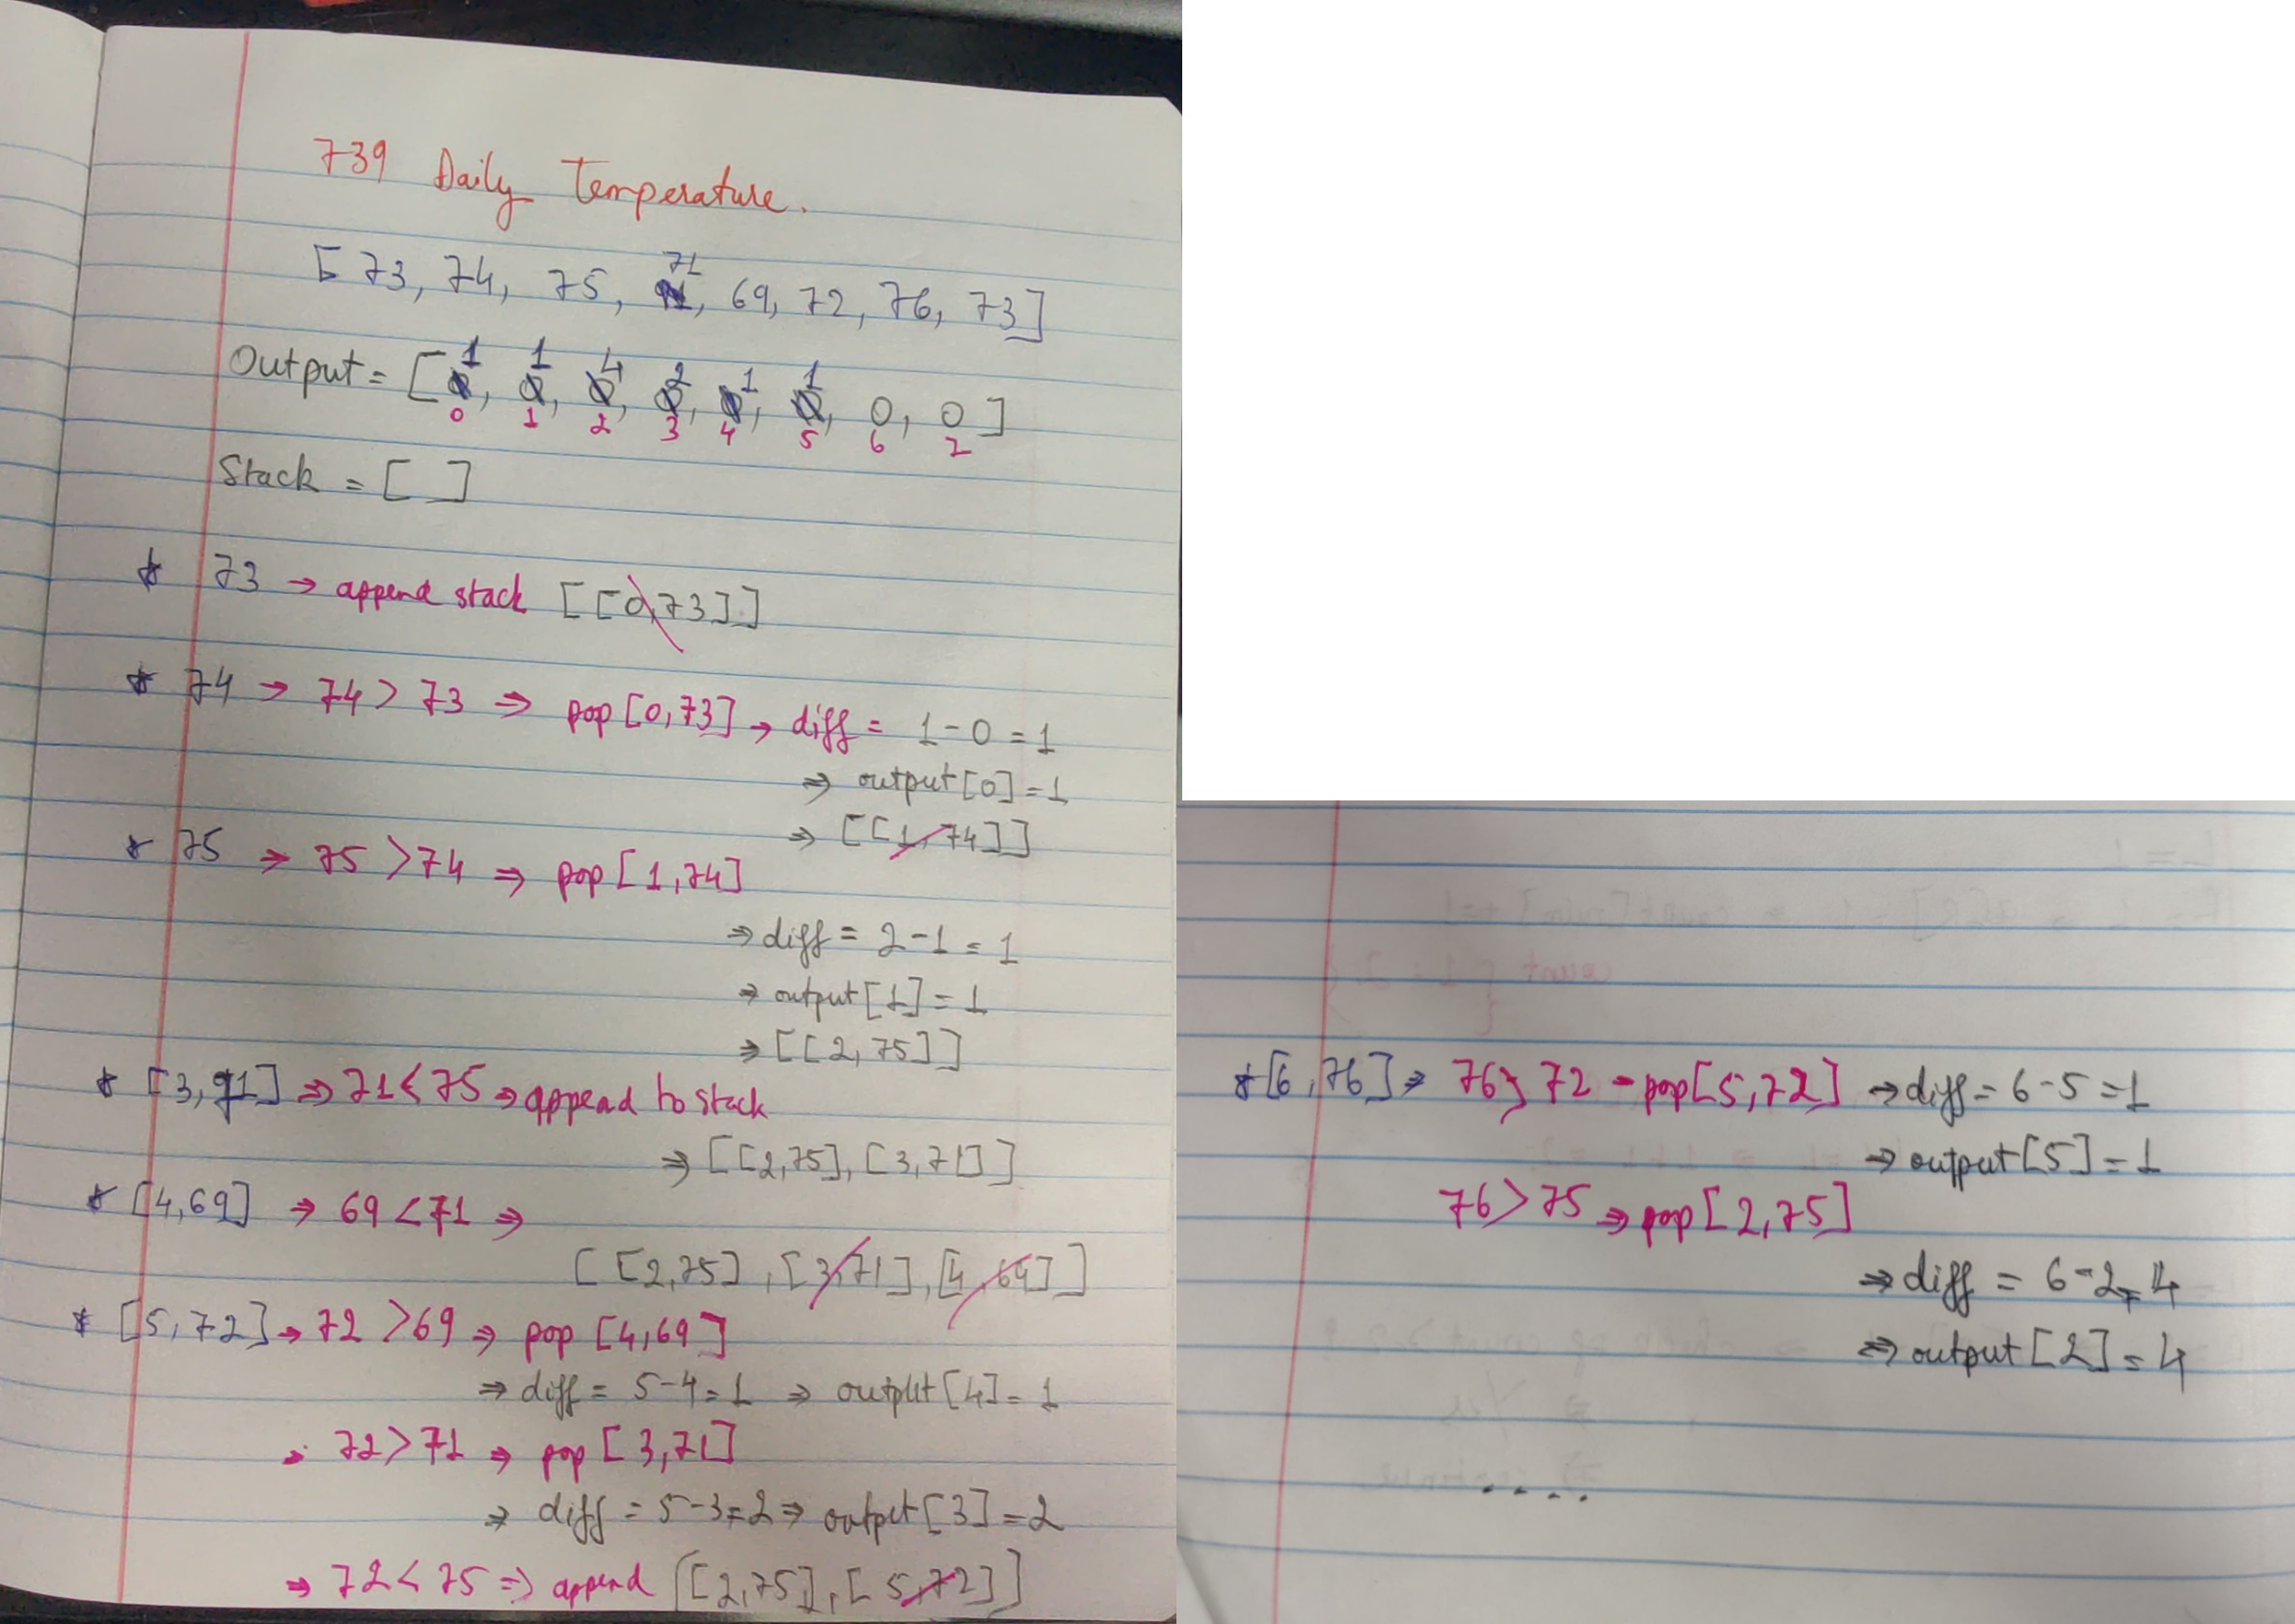 739 Daily Temperature.
[ 73, 74, 75, 71, 69, 72, 76, 73 ]
Output = [ 1, 1, 4, 2, 1, 1, 0, 0 ]
0 1 2 3 4 5 6 7
Stack = [ ]
* 73 → append stack [ [0,73] ]
* 74 → 74 > 73 ⇒ pop [0,73] → diff = 1 - 0 = 1
⇒ output [0] = 1
⇒ [ [1, 74] ]
* 75 ⇒ 75 > 74 ⇒ pop [ 1,74]
⇒ diff = 2 - 1 = 1
⇒ output [1] = 1
⇒ [ [2, 75] ]
* [3, 71] ⇒ 71 < 75 ⇒ append to stack
⇒ [ [2,75], [3,71] ]
* [4,69] ⇒ 69 < 71 ⇒
[ [2,75], [3,71], [4,69] ]
* [5,72] → 72 > 69 ⇒ pop [4,69]
⇒ diff = 5-4 = 1 ⇒ output [4] = 1
→ 72 > 71 ⇒ pop [ 3,71]
⇒ diff = 5-3 = 2 ⇒ output [3] = 2
⇒ 72 < 75 ⇒ append [ [2,75], [5,72] ]
* [6,76] ⇒ 76 > 72 - pop[5,72] → diff = 6-5 = 1
⇒ output [5] = 1
76 > 75 ⇒ pop [2,75]
⇒ diff = 6-2 = 4
⇒ output [2] = 4
. . . .